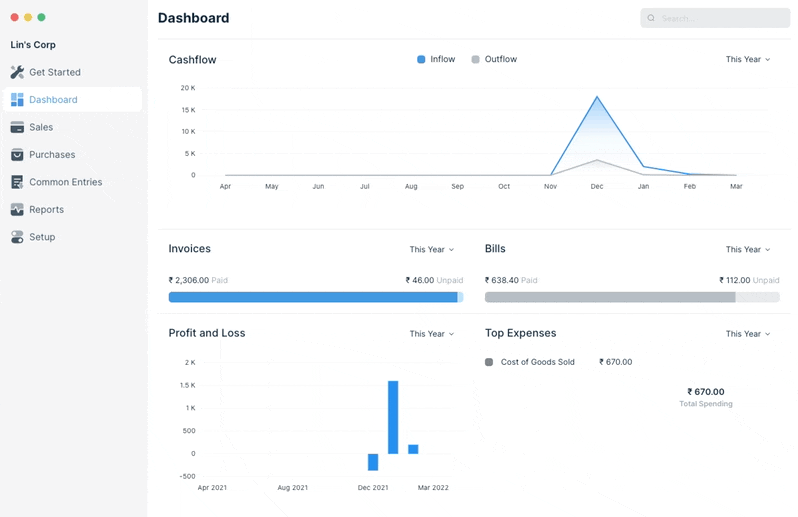 Dashboard
Search...
Lin's Corp
Get Started
Dashboard
Sales
Purchases
Common Entries
Reports
Setup
Cashflow
Inflow
Outflow
This Year
20 K
15 K
10 K
5 K
0
Apr May Jun Jul Aug Sep Oct Nov Dec Jan Feb Mar
Invoices
This Year
₹ 2,306.00 Paid
₹ 46.00 Unpaid
Bills
This Year
₹ 638.40 Paid
₹ 112.00 Unpaid
Profit and Loss
This Year
2 K
1.5 K
1 K
500
0
−500
Apr 2021 Aug 2021 Dec 2021 Mar 2022
Top Expenses
This Year
Cost of Goods Sold ₹ 670.00
₹ 670.00
Total Spending